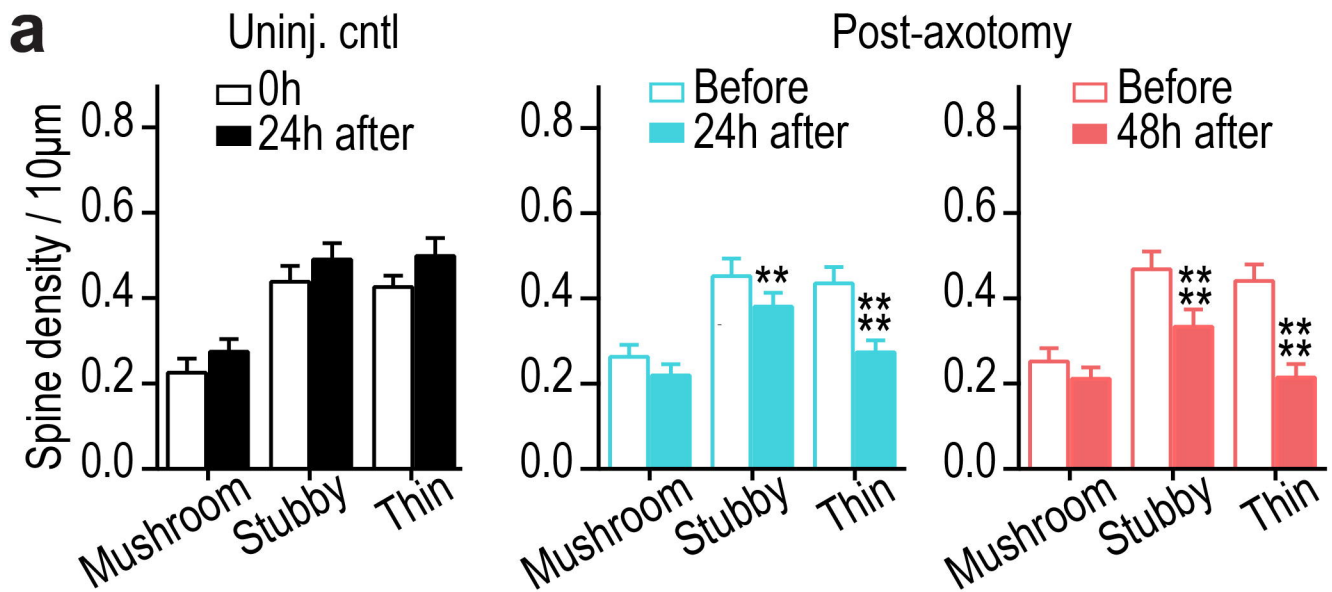 a
Uninj. cntl
Post-axotomy
0h
24h after
Before
24h after
Before
48h after
Spine density / 10µm
0.8
0.6
0.4
0.2
0.0
Mushroom
Stubby
Thin
0.8
0.6
0.4
0.2
0.0
**
**
**
Mushroom
Stubby
Thin
0.8
0.6
0.4
0.2
0.0
**
**
**
**
Mushroom
Stubby
Thin